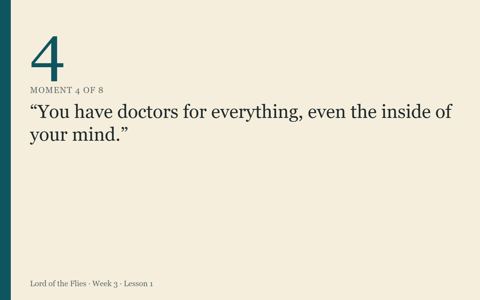 4
MOMENT 4 OF 8
“You have doctors for everything, even the inside of
your mind.”
Lord of the Flies · Week 3 · Lesson 1